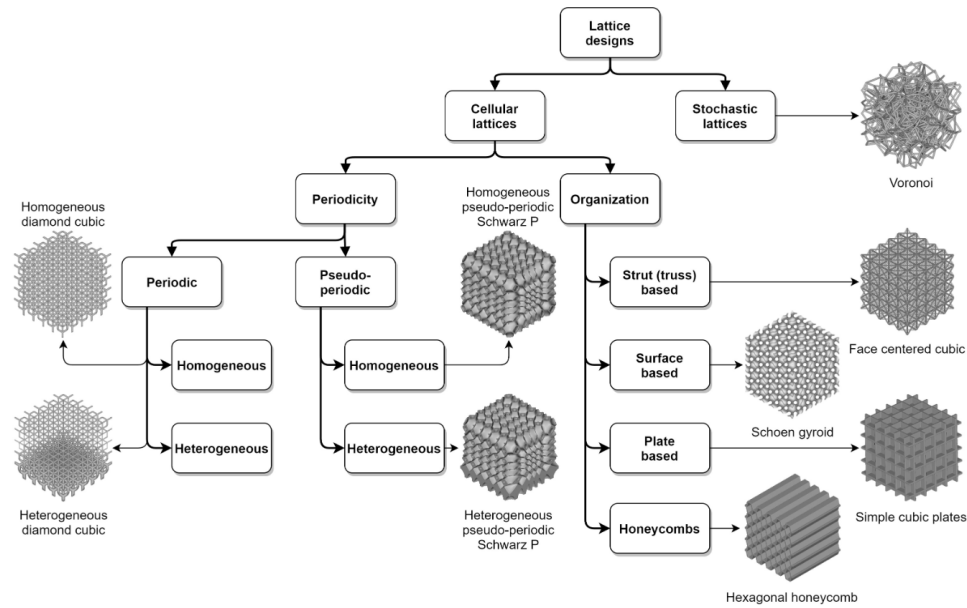 Lattice
designs
Cellular
lattices
Stochastic
lattices
Voronoi
Periodicity
Homogeneous
pseudo-periodic
Schwarz P
Organization
Homogeneous
diamond cubic
Periodic
Pseudo-
periodic
Strut (truss)
based
Face centered cubic
Homogeneous
Homogeneous
Surface
based
Schoen gyroid
Heterogeneous
Heterogeneous
Plate
based
Simple cubic plates
Heterogeneous
diamond cubic
Heterogeneous
pseudo-periodic
Schwarz P
Honeycombs
Hexagonal honeycomb